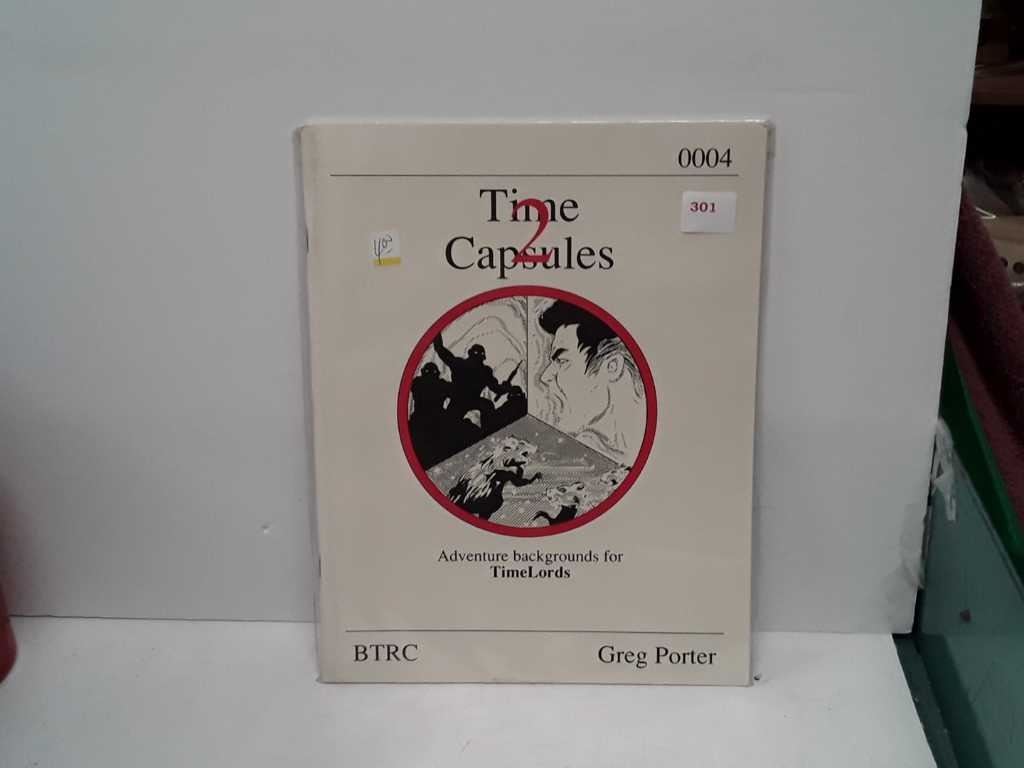 0004
Time
2
Capsules
301
Adventure backgrounds for
TimeLords
BTRC
Greg Porter